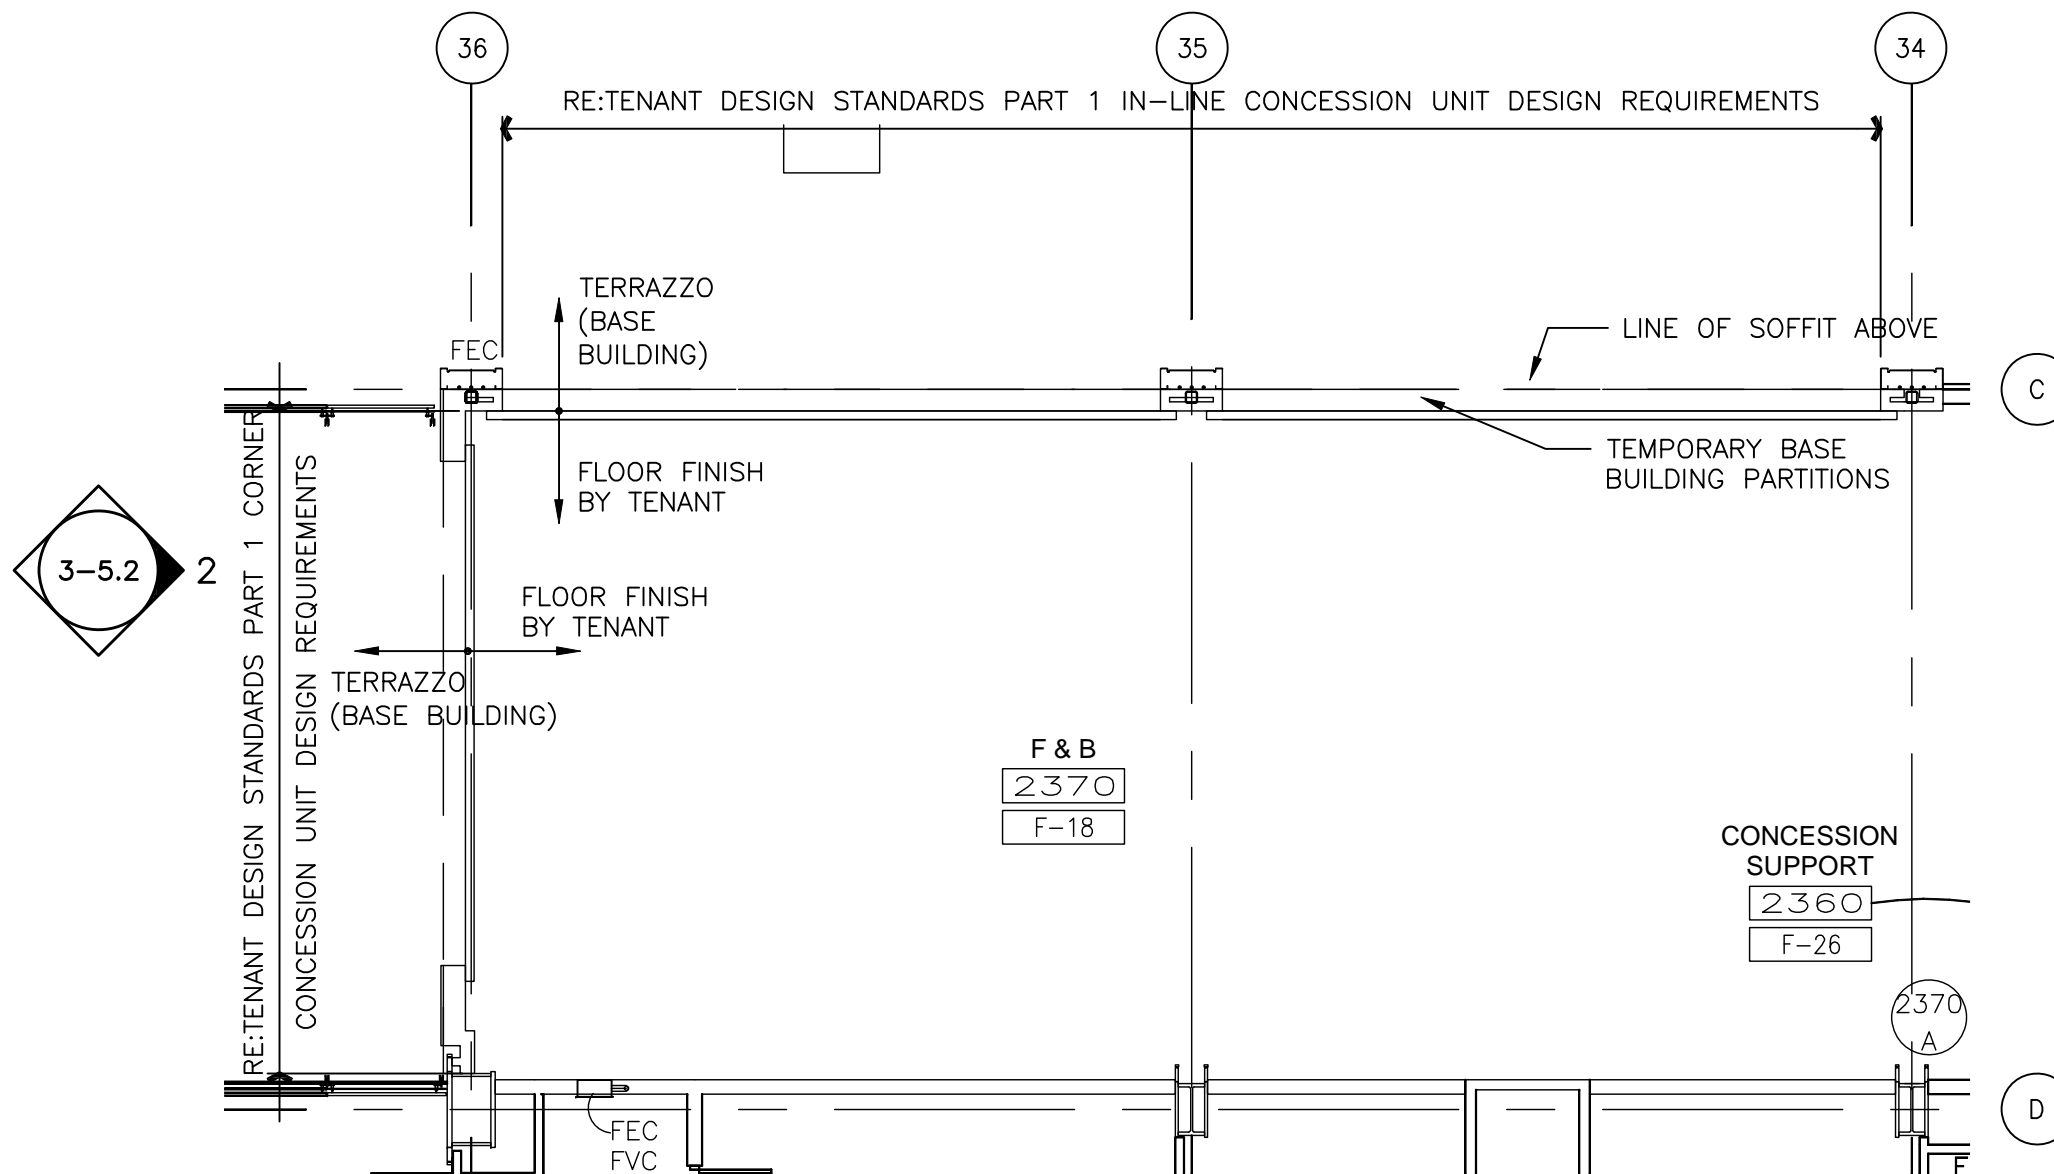 36
35
34
RE:TENANT DESIGN STANDARDS PART 1 IN-LINE CONCESSION UNIT DESIGN REQUIREMENTS
TERRAZZO
(BASE
BUILDING)
FEC
LINE OF SOFFIT ABOVE
C
TEMPORARY BASE
BUILDING PARTITIONS
FLOOR FINISH
BY TENANT
RE:TENANT DESIGN STANDARDS PART 1 CORNER
CONCESSION UNIT DESIGN REQUIREMENTS
3-5.2
2
FLOOR FINISH
BY TENANT
TERRAZZO
(BASE BUILDING)
F & B
2370
F-18
CONCESSION
SUPPORT
2360
F-26
2370
A
D
FEC
FVC